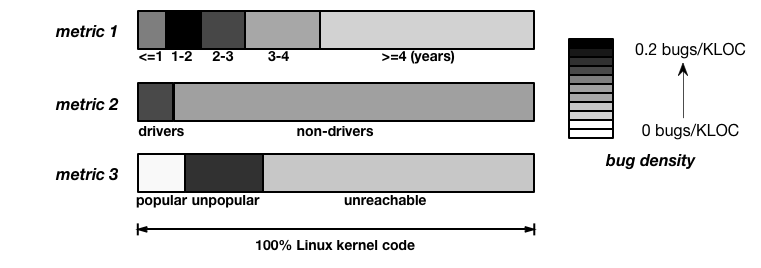 metric 1
<=1 1-2 2-3 3-4 >=4 (years)
metric 2
drivers non-drivers
metric 3
popular unpopular unreachable
100% Linux kernel code
0.2 bugs/KLOC
0 bugs/KLOC
bug density